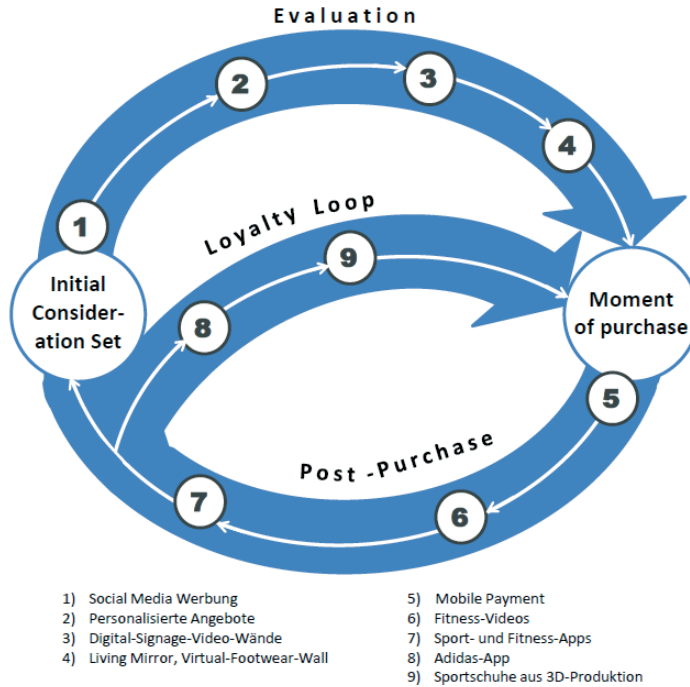 Evaluation
2
3
4
1
Loyalty Loop
9
8
Initial
Consider-
ation Set
Moment
of purchase
5
Post -Purchase
7
6
1) Social Media Werbung
2) Personalisierte Angebote
3) Digital-Signage-Video-Wände
4) Living Mirror, Virtual-Footwear-Wall
5) Mobile Payment
6) Fitness-Videos
7) Sport- und Fitness-Apps
8) Adidas-App
9) Sportschuhe aus 3D-Produktion